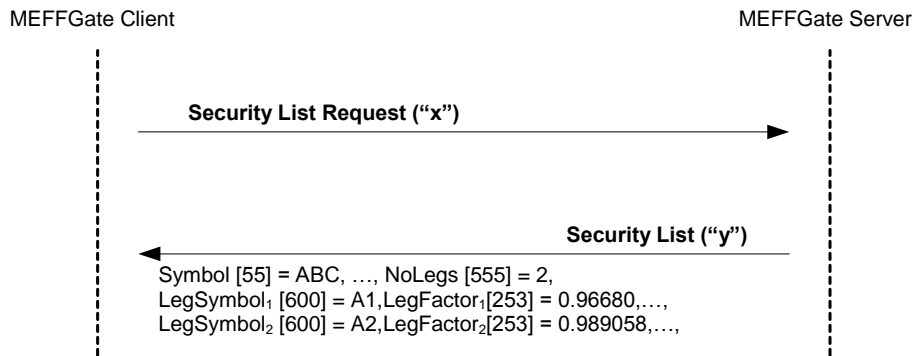 MEFFGate Client
MEFFGate Server
Security List Request (“x”)
Security List (“y”)
Symbol [55] = ABC, …, NoLegs [555] = 2,
LegSymbol₁ [600] = A1,LegFactor₁[253] = 0.96680,…,
LegSymbol₂ [600] = A2,LegFactor₂[253] = 0.989058,…,